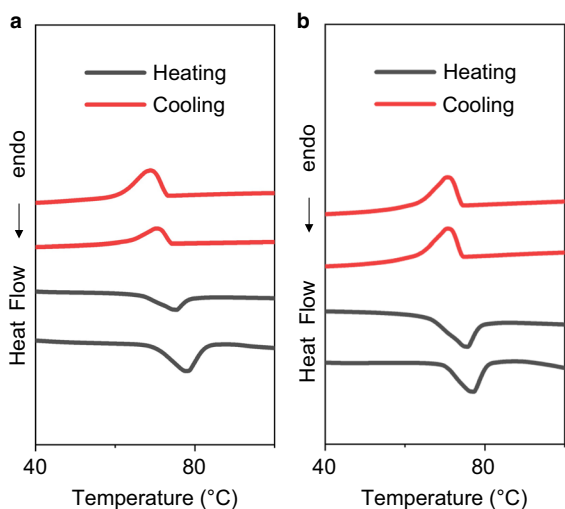 a
Heating
Cooling
Heat Flow → endo
40
80
Temperature (°C)
b
Heating
Cooling
Heat Flow → endo
40
80
Temperature (°C)